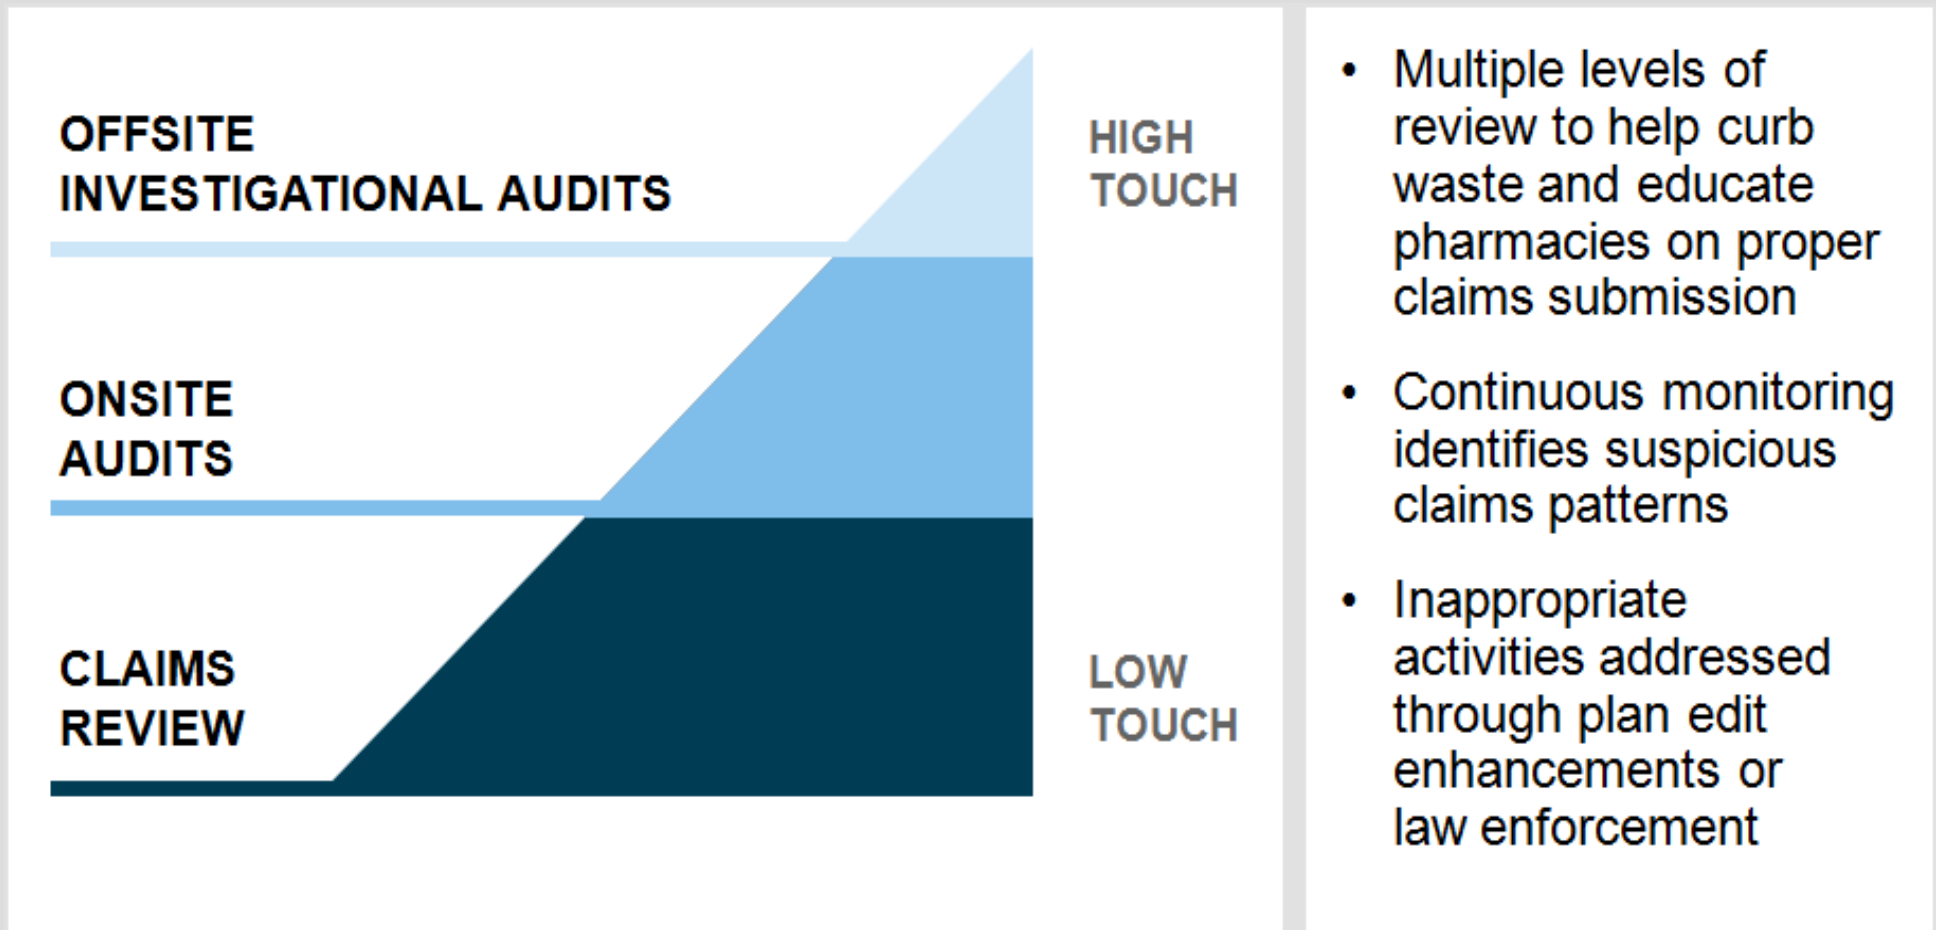 OFFSITE
INVESTIGATIONAL AUDITS
HIGH
TOUCH
ONSITE
AUDITS
CLAIMS
REVIEW
LOW
TOUCH
• Multiple levels of
review to help curb
waste and educate
pharmacies on proper
claims submission
• Continuous monitoring
identifies suspicious
claims patterns
• Inappropriate
activities addressed
through plan edit
enhancements or
law enforcement